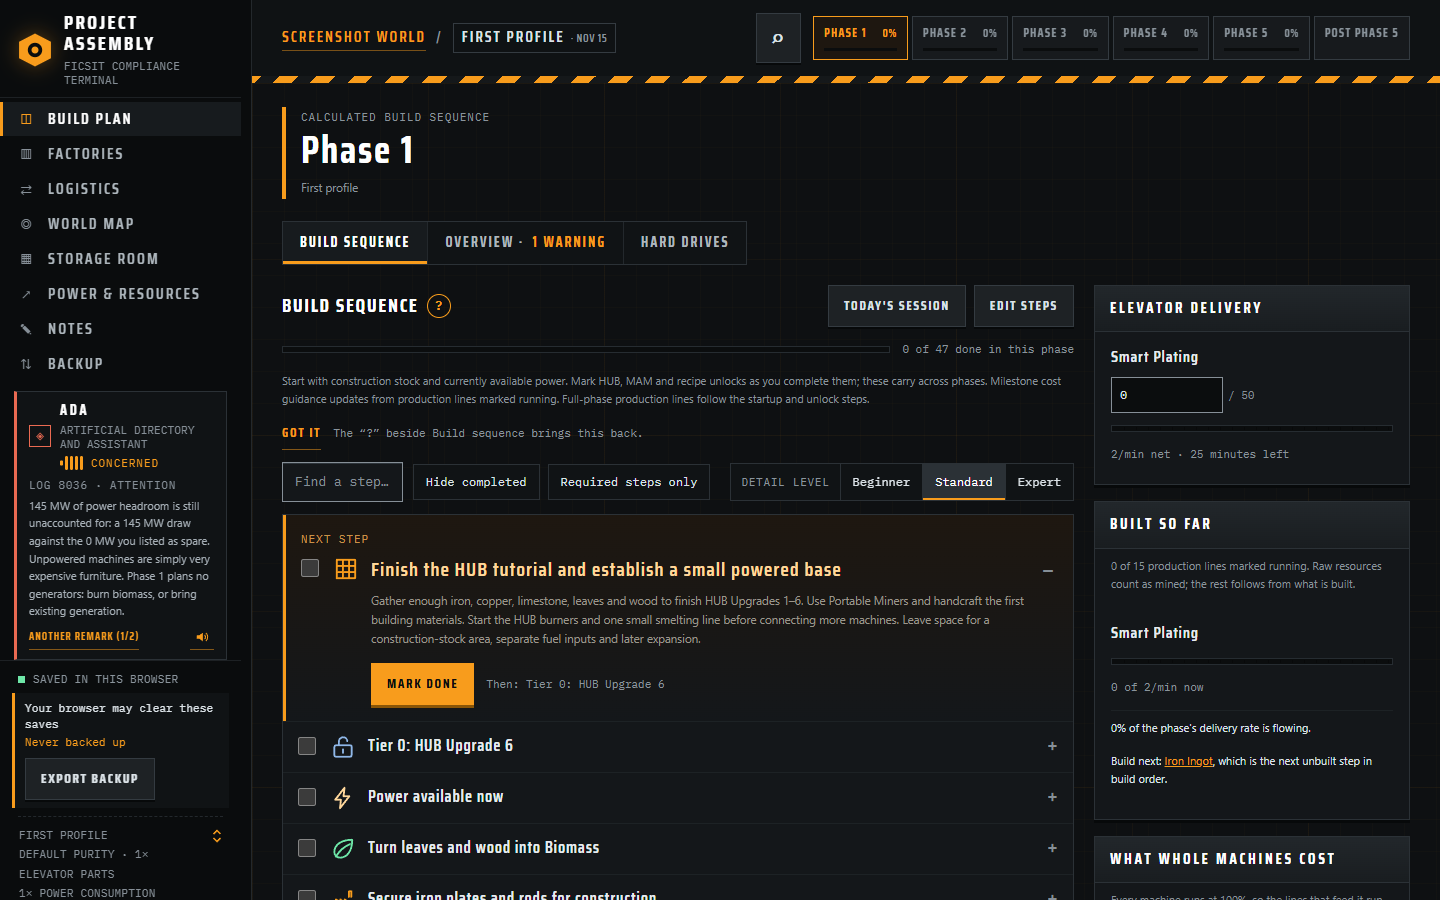 PROJECT
ASSEMBLY
FICSIT COMPLIANCE
TERMINAL
BUILD PLAN
FACTORIES
LOGISTICS
WORLD MAP
STORAGE ROOM
POWER & RESOURCES
NOTES
BACKUP
ADA
ARTIFICIAL DIRECTORY
AND ASSISTANT
CONCERNED
LOG 8036 · ATTENTION
145 MW of power headroom is still
unaccounted for: a 145 MW draw
against the 0 MW you listed as spare.
Unpowered machines are simply very
expensive furniture. Phase 1 plans no
generators: burn biomass, or bring
existing generation.
ANOTHER REMARK (1/2)
SAVED IN THIS BROWSER
Your browser may clear these
saves
Never backed up
EXPORT BACKUP
FIRST PROFILE
DEFAULT PURITY · 1×
ELEVATOR PARTS
1× POWER CONSUMPTION
SCREENSHOT WORLD / FIRST PROFILE · NOV 15
PHASE 1 0% PHASE 2 0% PHASE 3 0% PHASE 4 0% PHASE 5 0% POST PHASE 5
CALCULATED BUILD SEQUENCE
Phase 1
First profile
BUILD SEQUENCE OVERVIEW · 1 WARNING HARD DRIVES
BUILD SEQUENCE ? TODAY'S SESSION EDIT STEPS
0 of 47 done in this phase
Start with construction stock and currently available power. Mark HUB, MAM and recipe unlocks as you complete them; these carry across phases. Milestone cost
guidance updates from production lines marked running. Full-phase production lines follow the startup and unlock steps.
GOT IT The “?” beside Build sequence brings this back.
Find a step… Hide completed Required steps only DETAIL LEVEL Beginner Standard Expert
NEXT STEP
Finish the HUB tutorial and establish a small powered base −
Gather enough iron, copper, limestone, leaves and wood to finish HUB Upgrades 1–6. Use Portable Miners and handcraft the first
building materials. Start the HUB burners and one small smelting line before connecting more machines. Leave space for a
construction-stock area, separate fuel inputs and later expansion.
MARK DONE Then: Tier 0: HUB Upgrade 6
Tier 0: HUB Upgrade 6 +
Power available now +
Turn leaves and wood into Biomass +
Secure iron plates and rods for construction +
ELEVATOR DELIVERY
Smart Plating
0 / 50
2/min net · 25 minutes left
BUILT SO FAR
0 of 15 production lines marked running. Raw resources
count as mined; the rest follows from what is built.
Smart Plating
0 of 2/min now
0% of the phase's delivery rate is flowing.
Build next: Iron Ingot, which is the next unbuilt step in
build order.
WHAT WHOLE MACHINES COST
Every machine runs at 100%, so the lines that feed it run